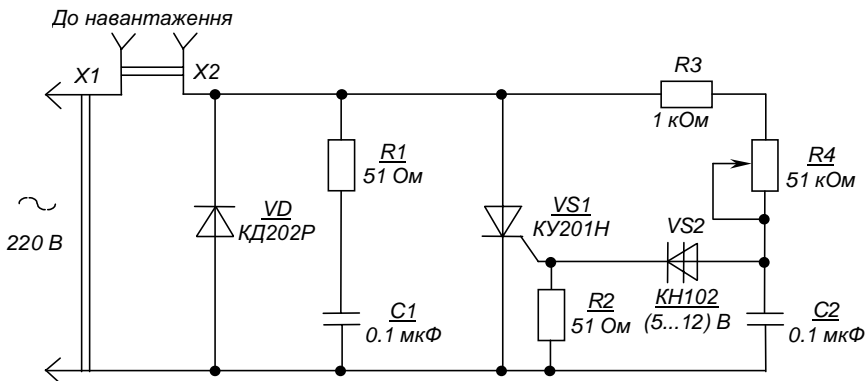 До навантаження
X1
X2
R3
1 кОм
R1
51 Ом
R4
51 кОм
VD
КД202Р
VS1
КУ201Н
VS2
220 В
КН102
(5...12) В
R2
51 Ом
C1
0.1 мкФ
C2
0.1 мкФ